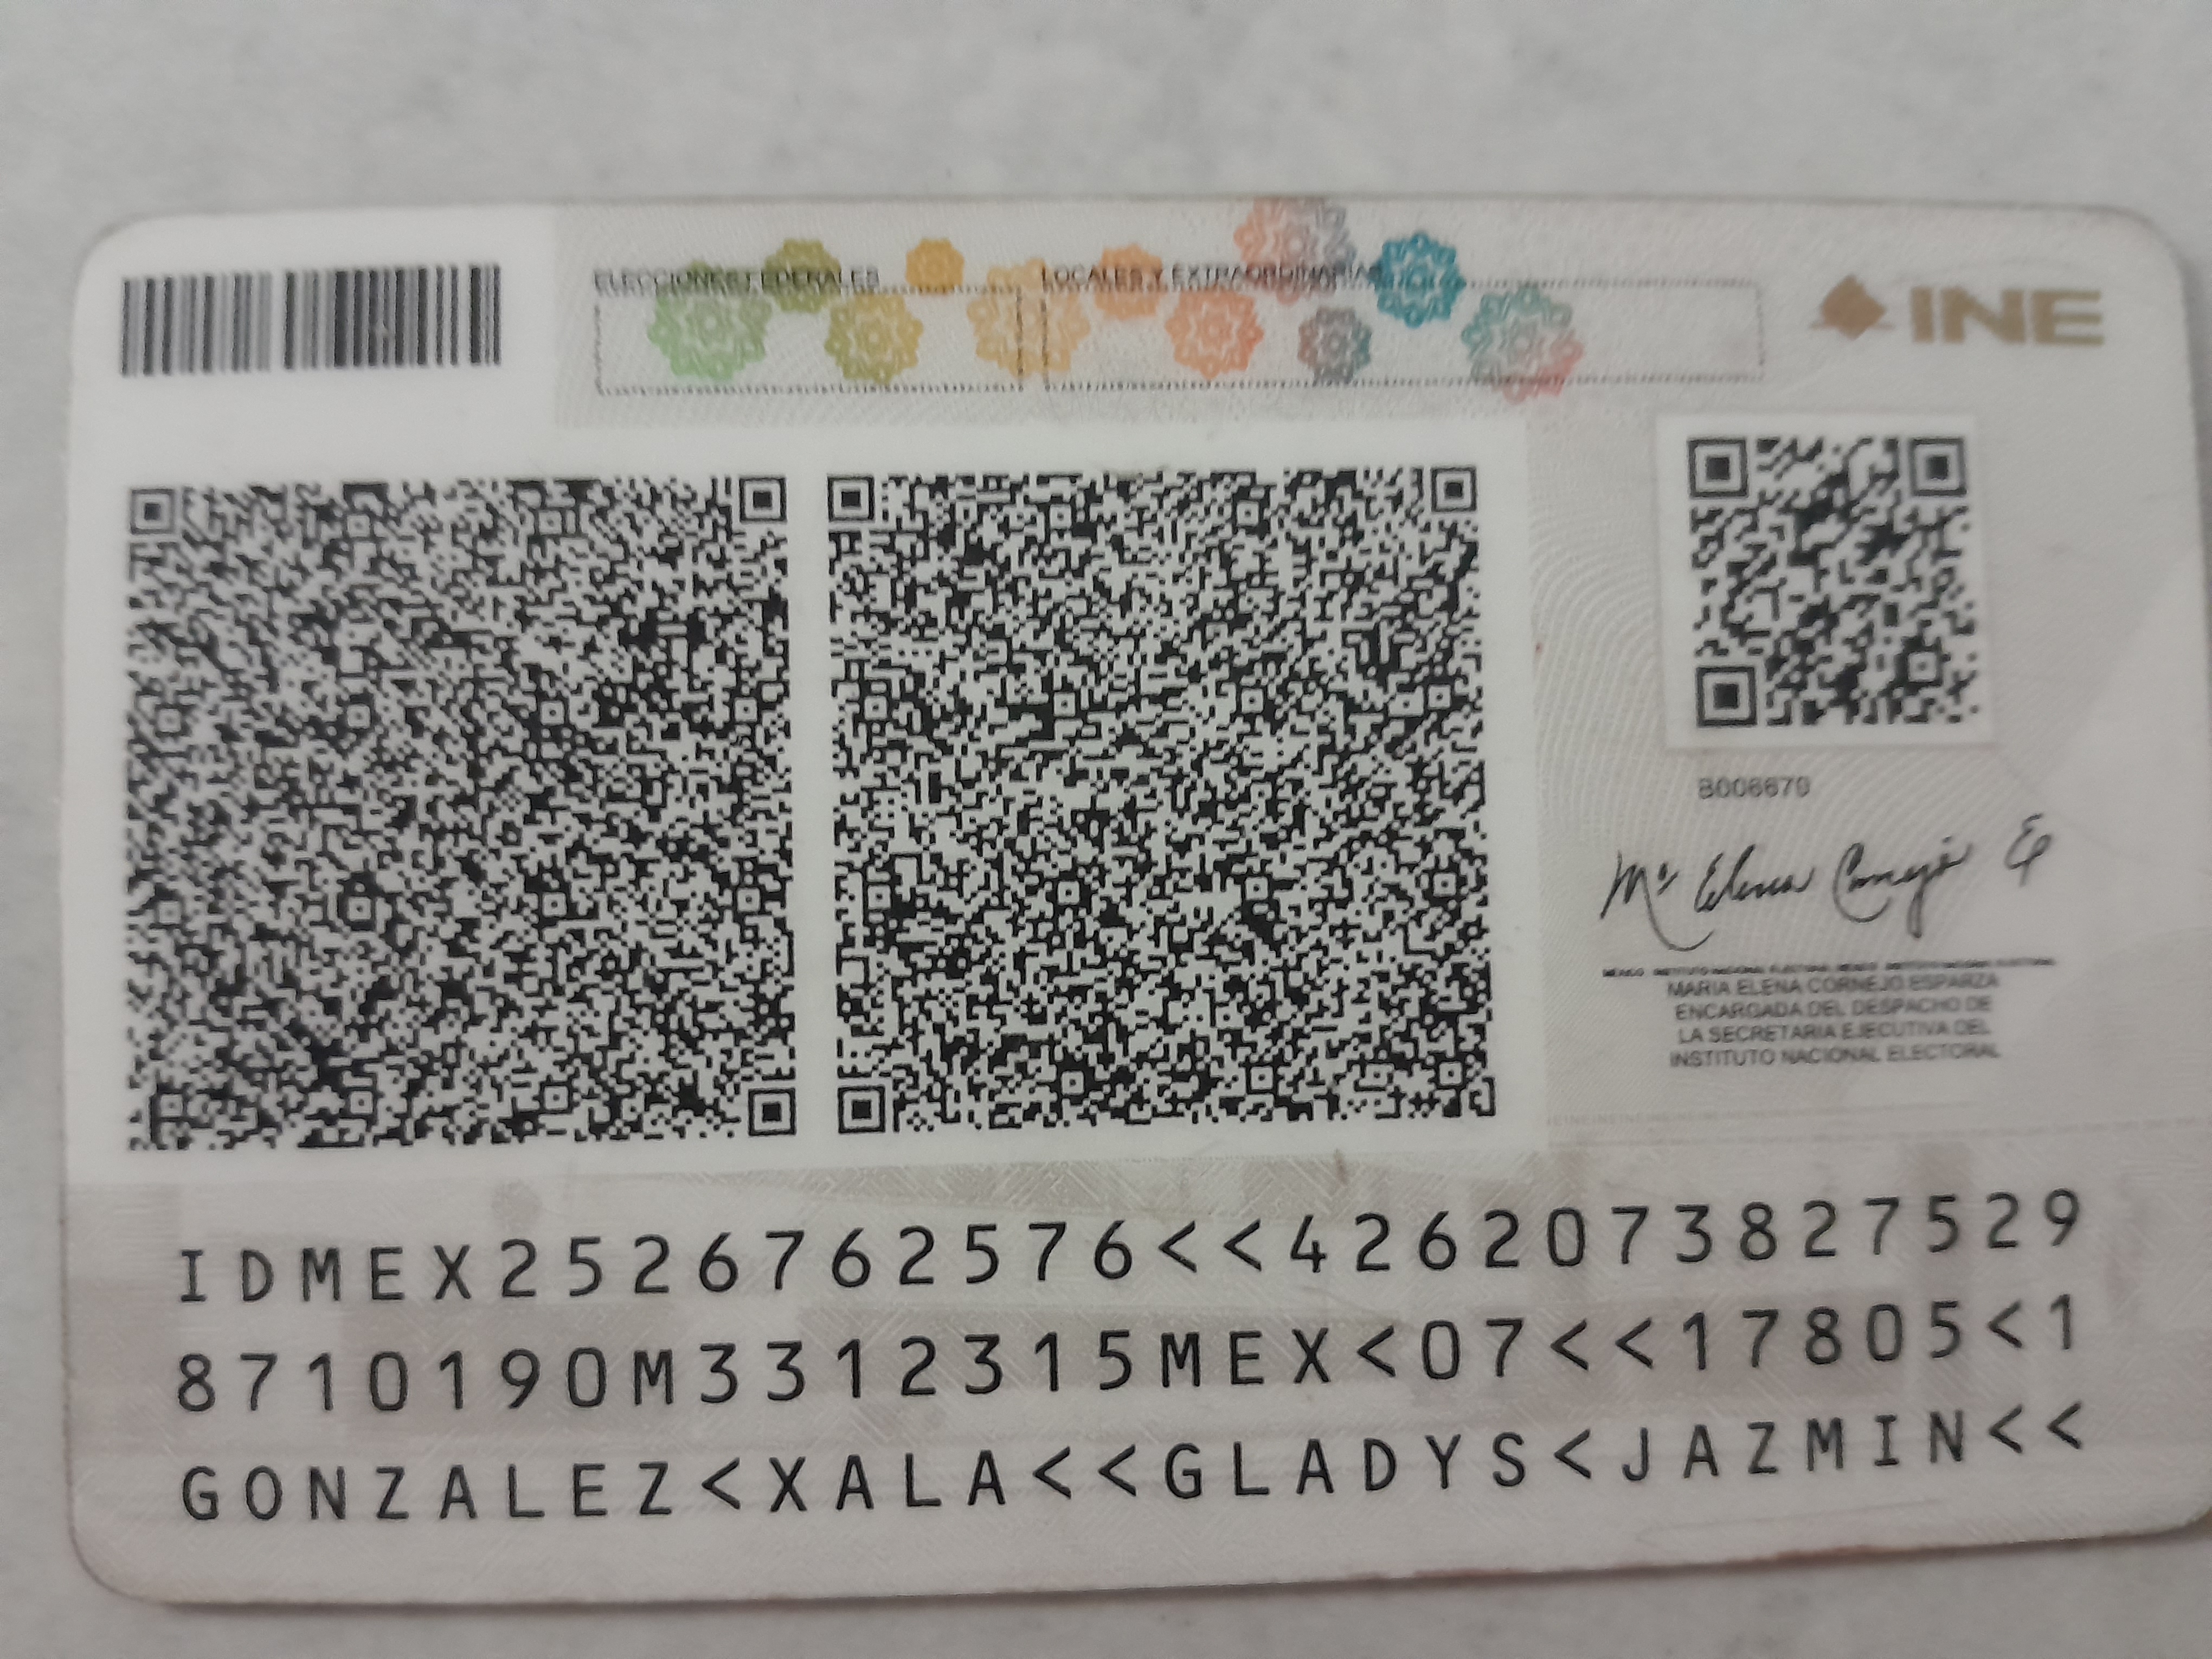 ELECCIONES FEDERALES LOCALES Y EXTRAORDINARIAS
INE
MARIA ELENA CORNEJO ESPARZA
ENCARGADA DEL DESPACHO DE
LA SECRETARIA EJECUTIVA DEL
INSTITUTO NACIONAL ELECTORAL
IDMEX2526762576<<4262073827529
8710190M3312315MEX<07<<17805<1
GONZALEZ<XALA<<GLADYS<JAZMIN<<